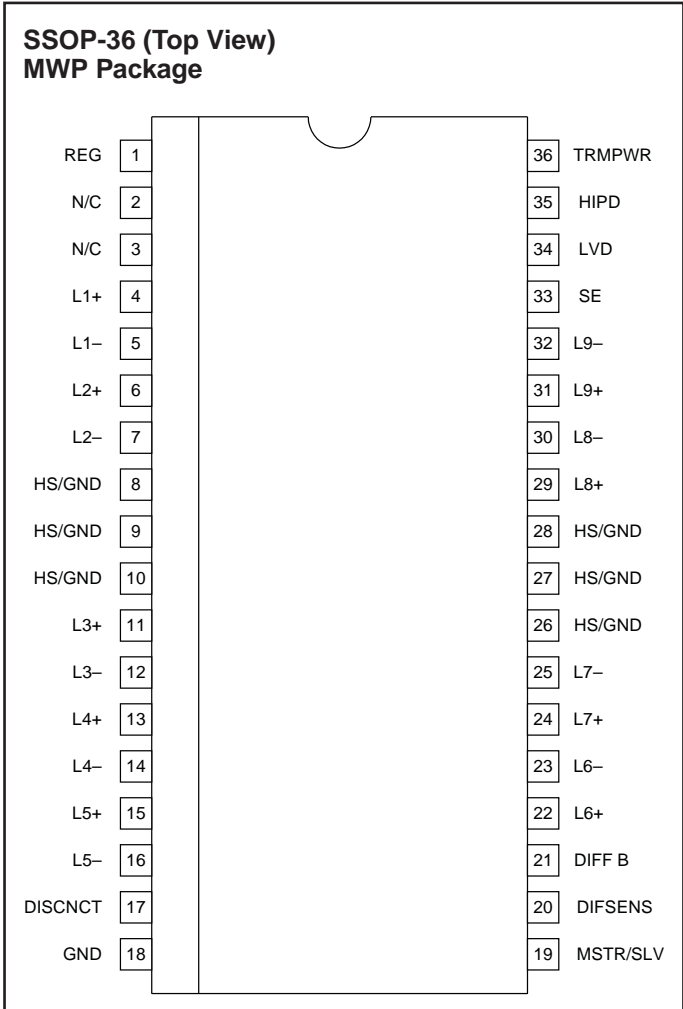 SSOP-36 (Top View)
MWP Package
REG 1 36 TRMPWR
N/C 2 35 HIPD
N/C 3 34 LVD
L1+ 4 33 SE
L1– 5 32 L9–
L2+ 6 31 L9+
L2– 7 30 L8–
HS/GND 8 29 L8+
HS/GND 9 28 HS/GND
HS/GND 10 27 HS/GND
L3+ 11 26 HS/GND
L3– 12 25 L7–
L4+ 13 24 L7+
L4– 14 23 L6–
L5+ 15 22 L6+
L5– 16 21 DIFF B
DISCNCT 17 20 DIFSENS
GND 18 19 MSTR/SLV